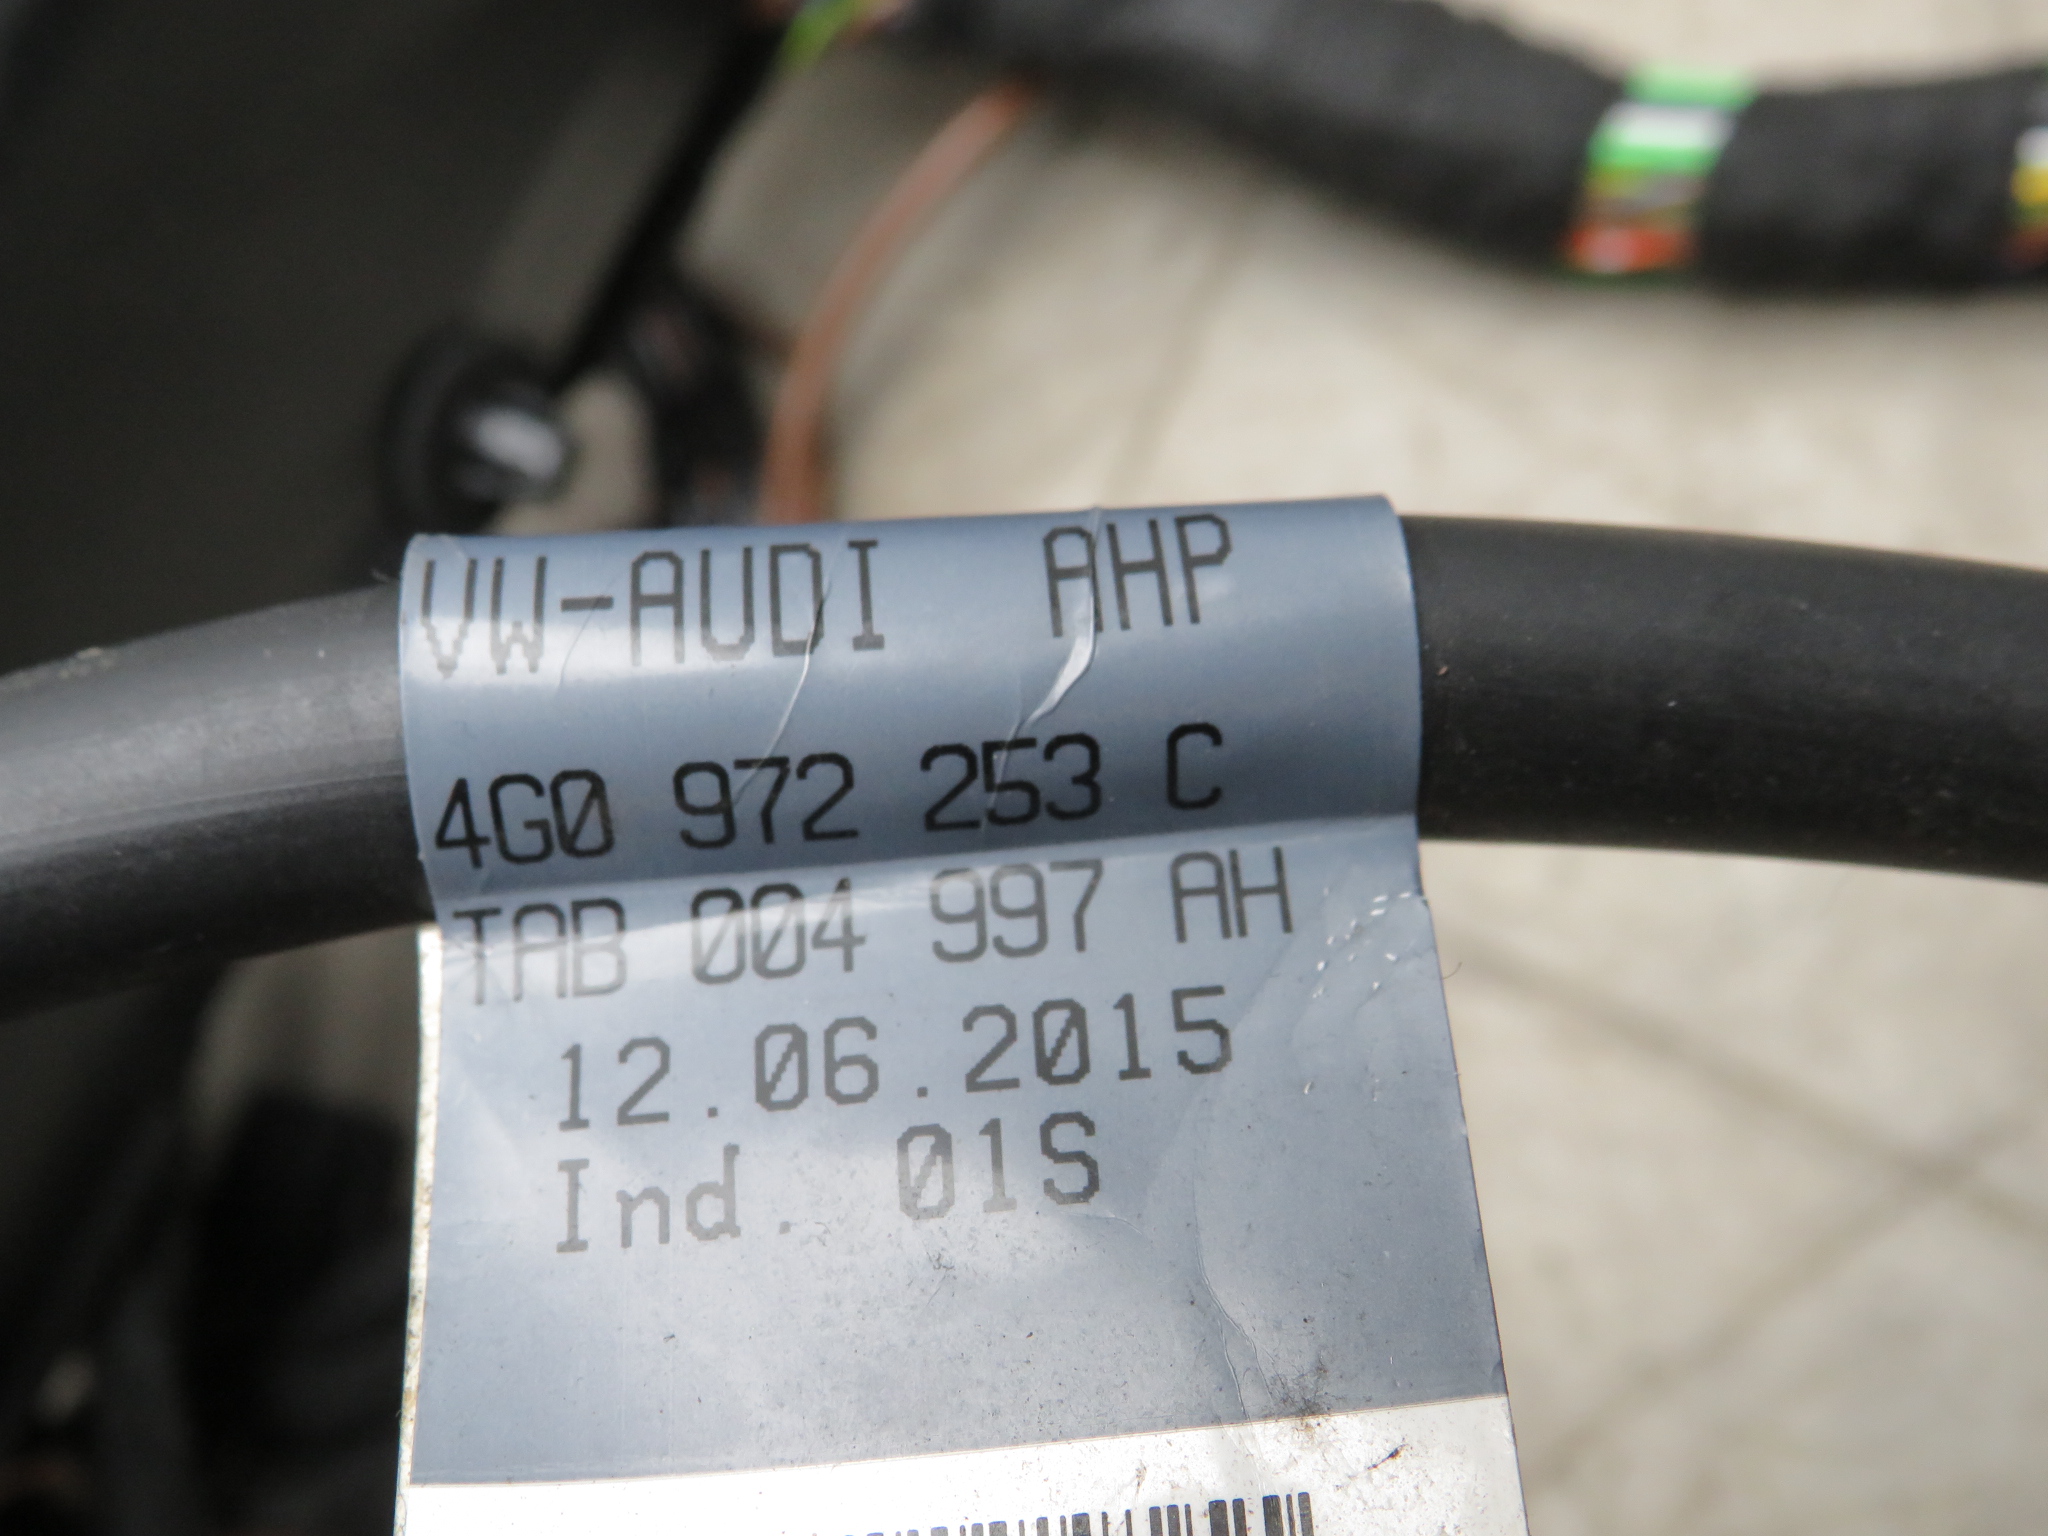 VW-AUDI AHP
4G0 972 253 C
TAB 004 997 AH
12.06.2015
Ind. 01S